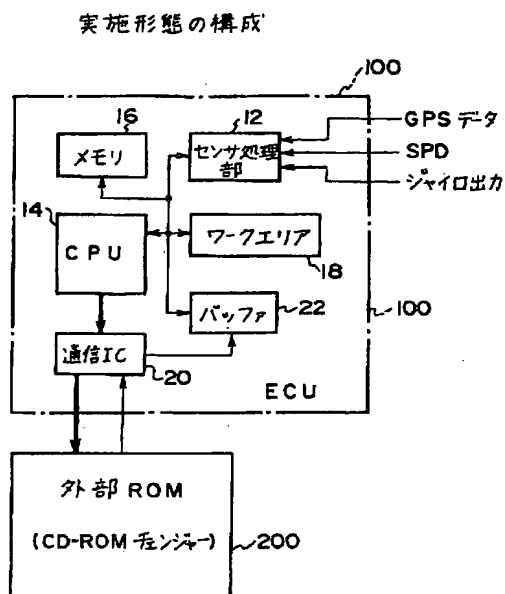 実施形態の構成
100
16
メモリ
12
センサ処理部
GPSデータ
SPD
ジャイロ出力
14
CPU
ワークエリア
18
バッファ
22
100
通信IC
20
ECU
外部ROM
(CD-ROMチェンジャー)
200